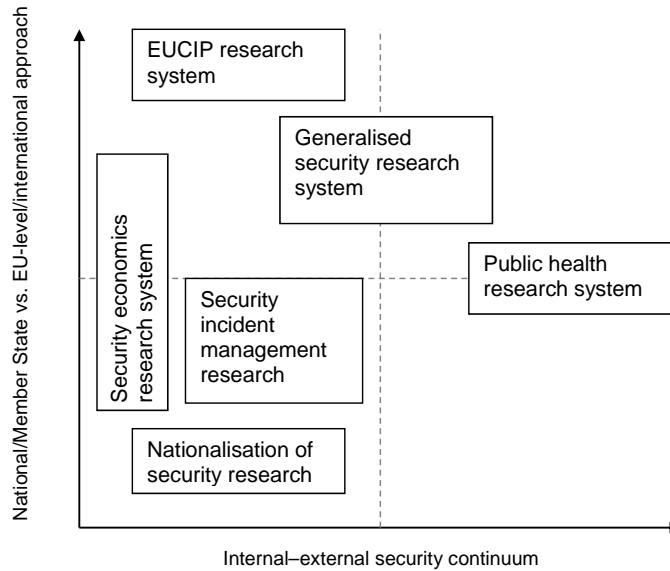 National/Member State vs. EU-level/international approach
EUCIP research
system
Generalised
security research
system
Security economics
research system
Public health
research system
Security
incident
management
research
Nationalisation of
security research
Internal–external security continuum